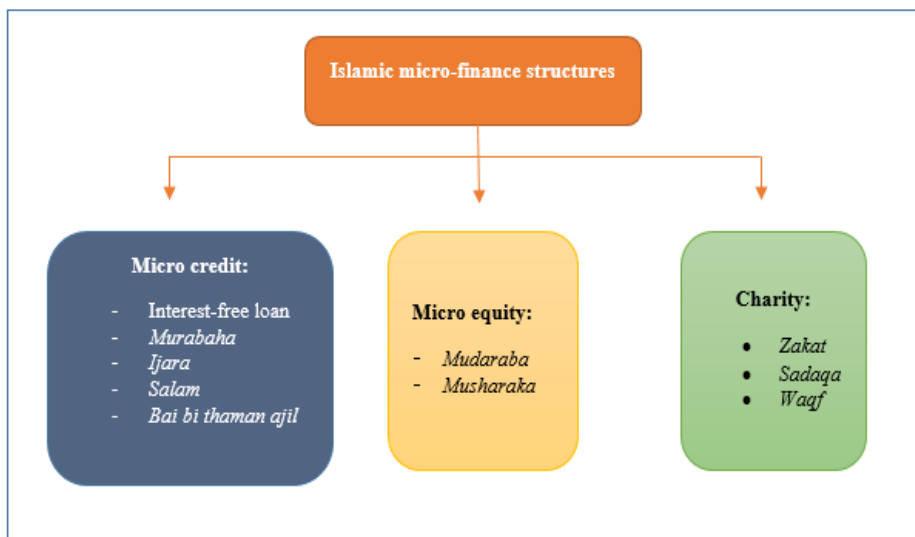 Islamic micro-finance structures
Micro credit:
- Interest-free loan
- Murabaha
- Ijara
- Salam
- Bai bi thaman ajil
Micro equity:
- Mudaraba
- Musharaka
Charity:
• Zakat
• Sadaqa
• Waqf